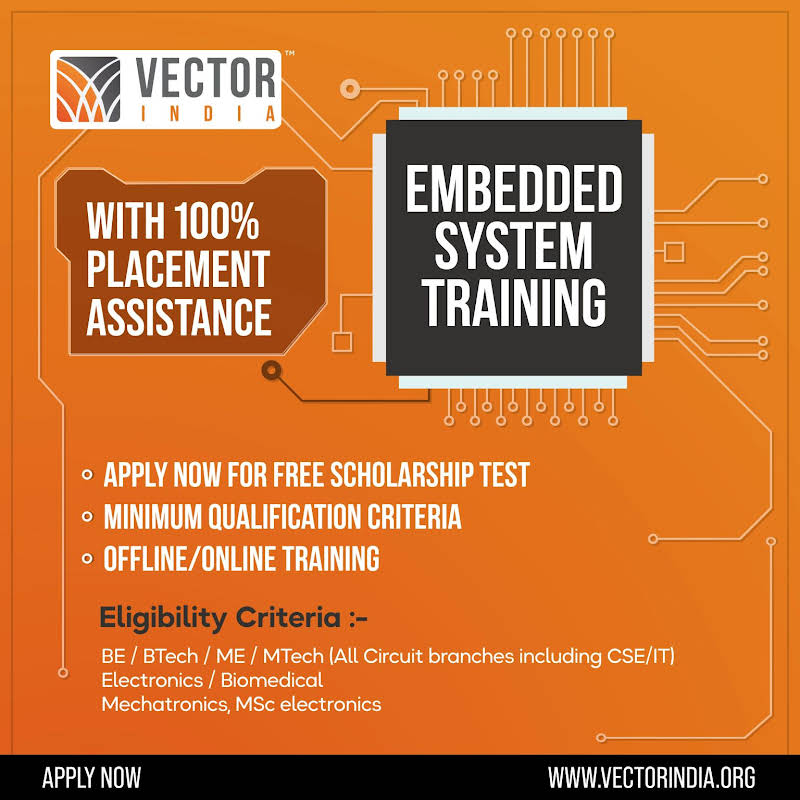 VECTOR
INDIA
™
WITH 100%
PLACEMENT
ASSISTANCE
EMBEDDED
SYSTEM
TRAINING
APPLY NOW FOR FREE SCHOLARSHIP TEST
MINIMUM QUALIFICATION CRITERIA
OFFLINE/ONLINE TRAINING
Eligibility Criteria :-
BE / BTech / ME / MTech (All Circuit branches including CSE/IT)
Electronics / Biomedical
Mechatronics, MSc electronics
APPLY NOW
WWW.VECTORINDIA.ORG